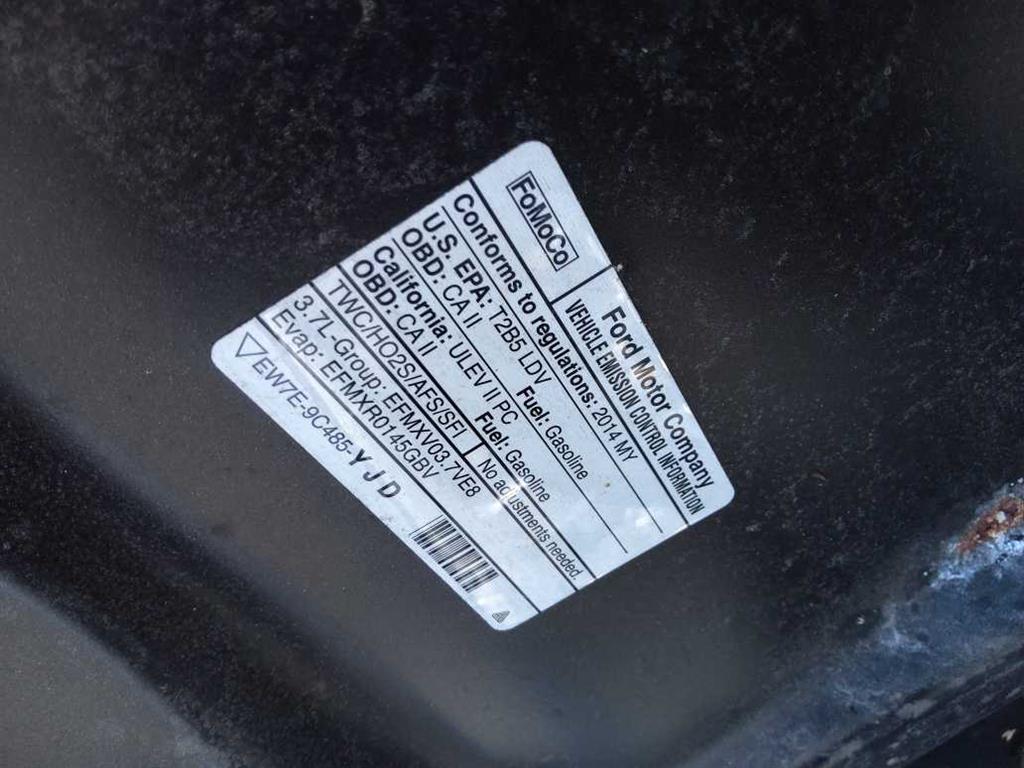 FoMoCo
Ford Motor Company
VEHICLE EMISSION CONTROL INFORMATION
Conforms to regulations: 2014 MY
U.S. EPA: T2B5 LDV Fuel: Gasoline
OBD: CA II
California: ULEV II PC Fuel: Gasoline
OBD: CA II
TWC/HO2S/AFS/SFI No adjustments needed.
3.7L-Group: EFMXV03.7VE8
Evap: EFMXR0145GBV
EW7E-9C485-YJD